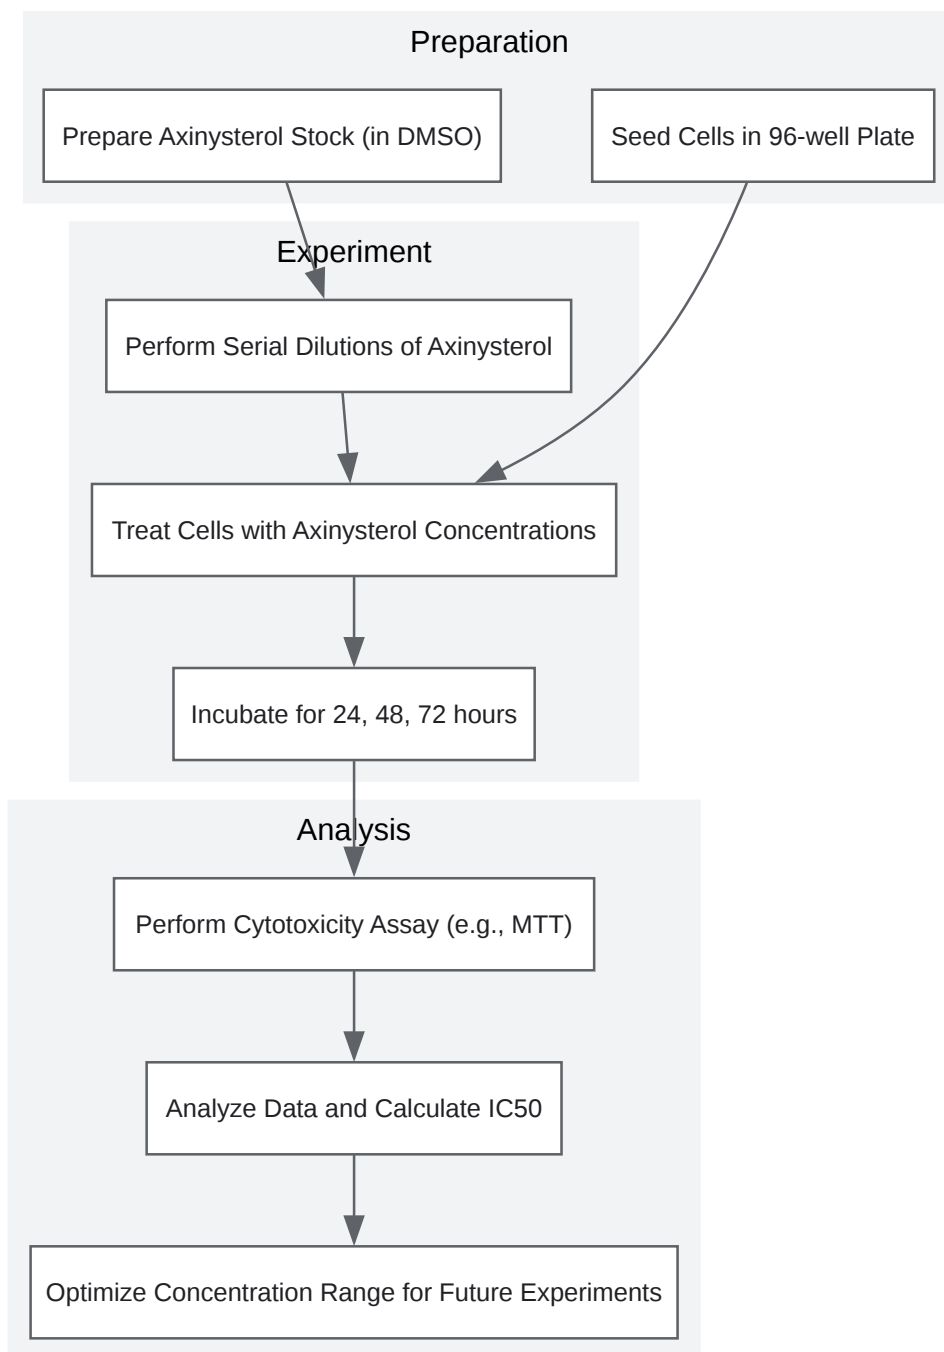 Preparation
Prepare Axinysterol Stock (in DMSO)
Seed Cells in 96-well Plate
Experiment
Perform Serial Dilutions of Axinysterol
Treat Cells with Axinysterol Concentrations
Incubate for 24, 48, 72 hours
Analysis
Perform Cytotoxicity Assay (e.g., MTT)
Analyze Data and Calculate IC50
Optimize Concentration Range for Future Experiments